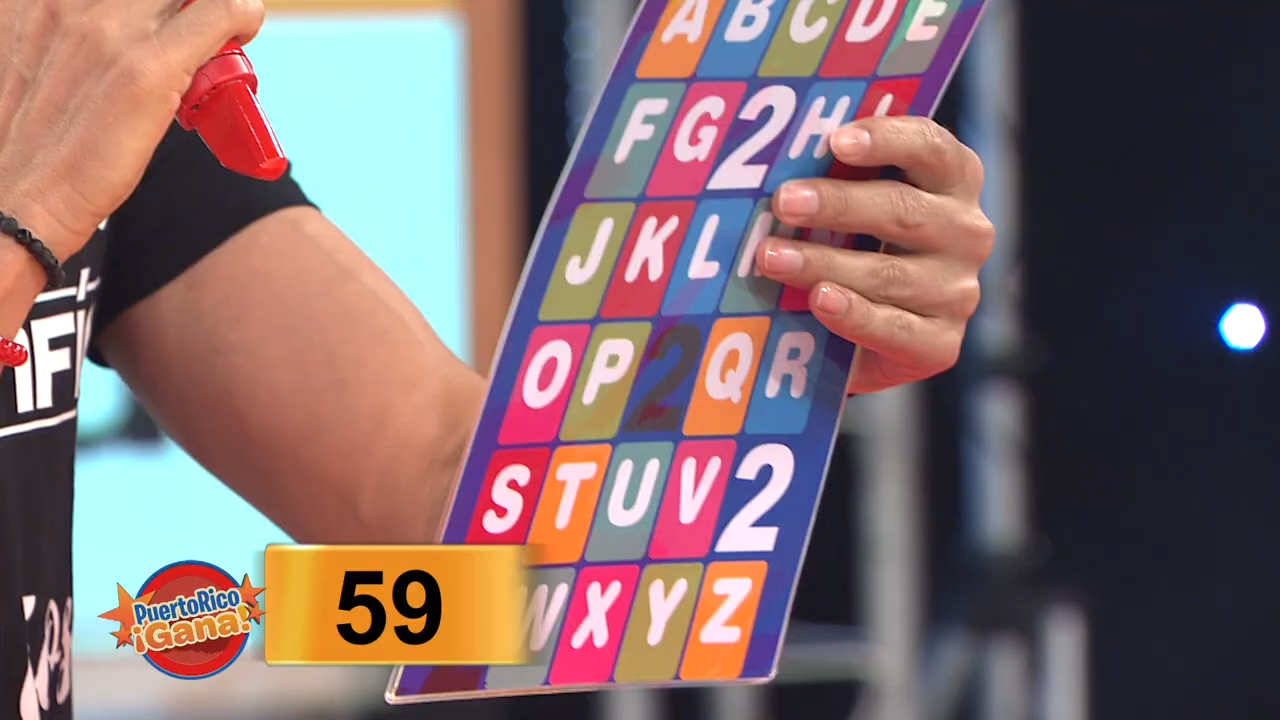 A B C D E
F G 2 H I
J K L
O P 2 Q R
S T U V 2
W X Y Z
PuertoRico
¡Gana!
59